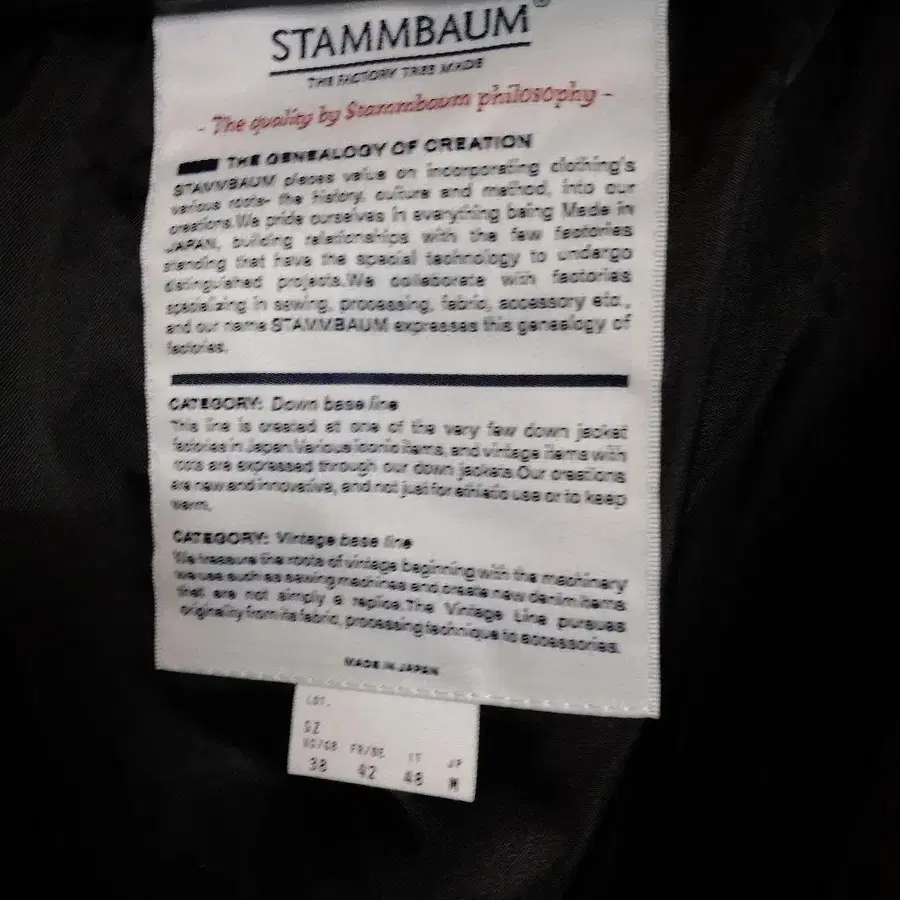 STAMMBAUM®
THE FACTORY TREE MADE
- The quality by Stammbaum philosophy -
THE GENEALOGY OF CREATION
STAMMBAUM places value on incorporating clothing's
various roots- the history, culture and method, into our
creations.We pride ourselves in everything being Made in
JAPAN, building relationships with the few factories
standing that have the special technology to undergo
distinguished projects.We collaborate with factories
specializing in sewing, processing, fabric, accessory etc.,
and our name STAMMBAUM expresses this genealogy of
factories.
CATEGORY: Down base line
This line is created at one of the very few down jacket
factories in Japan.Various iconic items, and vintage items with
roots are expressed through our down jackets.Our creations
are new and innovative, and not just for athletic use or to keep
warm.
CATEGORY: Vintage base line
We treasure the roots of vintage beginning with the machinery
we use such as sewing machines and create new denim items
that are not simply a replica.The Vintage Line pursues
originality from its fabric, processing technique to accessories.
MADE IN JAPAN
LOT.
SZ
US/GB FR/BE IT JP
38 42 48 M